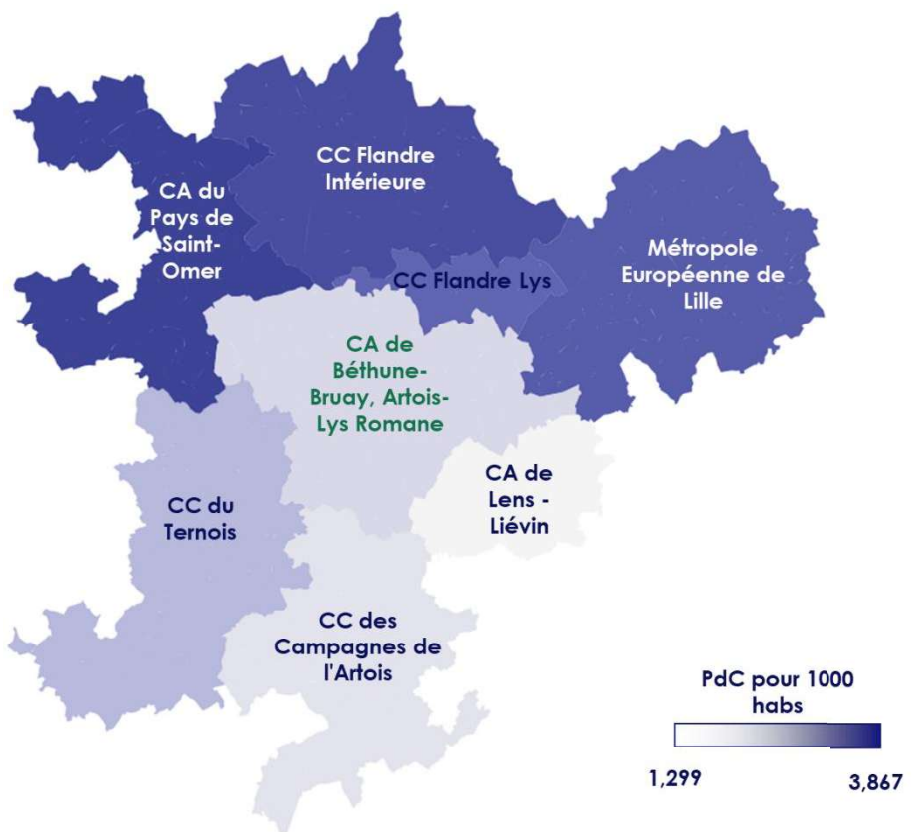 CC Flandre
Intérieure
CA du
Pays de
Saint-
Omer
Métropole
Européenne de
Lille
CC Flandre Lys
CA de
Béthune-
Bruay, Artois-
Lys Romane
CA de
Lens -
Liévin
CC du
Ternois
CC des
Campagnes de
l'Artois
PdC pour 1000
habs
1,299
3,867